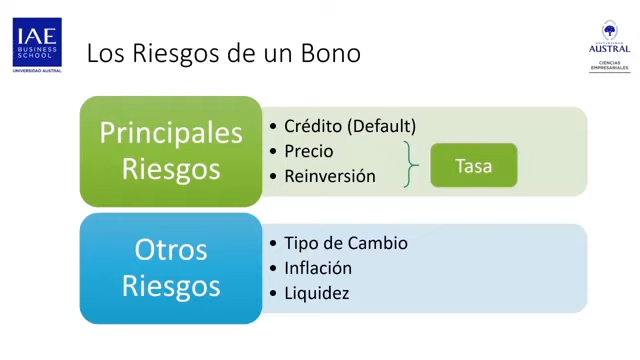 IAE
BUSINESS
SCHOOL
UNIVERSIDAD AUSTRAL
Los Riesgos de un Bono
AUSTRAL
CIENCIAS
EMPRESARIALES
Principales
Riesgos
• Crédito (Default)
• Precio
• Reinversión
Tasa
Otros
Riesgos
• Tipo de Cambio
• Inflación
• Liquidez